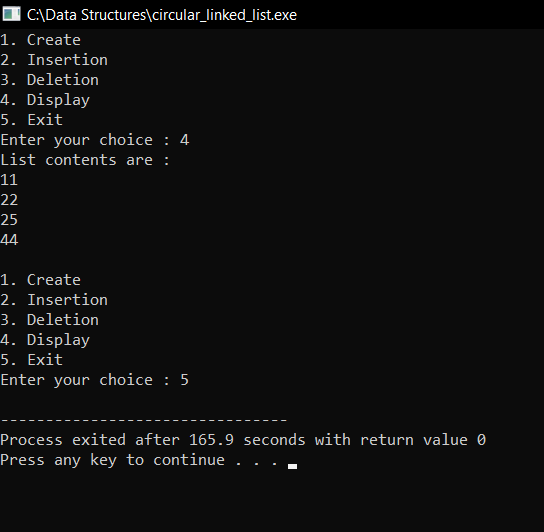 C:\Data Structures\circular_linked_list.exe
1. Create
2. Insertion
3. Deletion
4. Display
5. Exit
Enter your choice : 4
List contents are :
11
22
25
44

1. Create
2. Insertion
3. Deletion
4. Display
5. Exit
Enter your choice : 5

--------------------------------
Process exited after 165.9 seconds with return value 0
Press any key to continue . . .